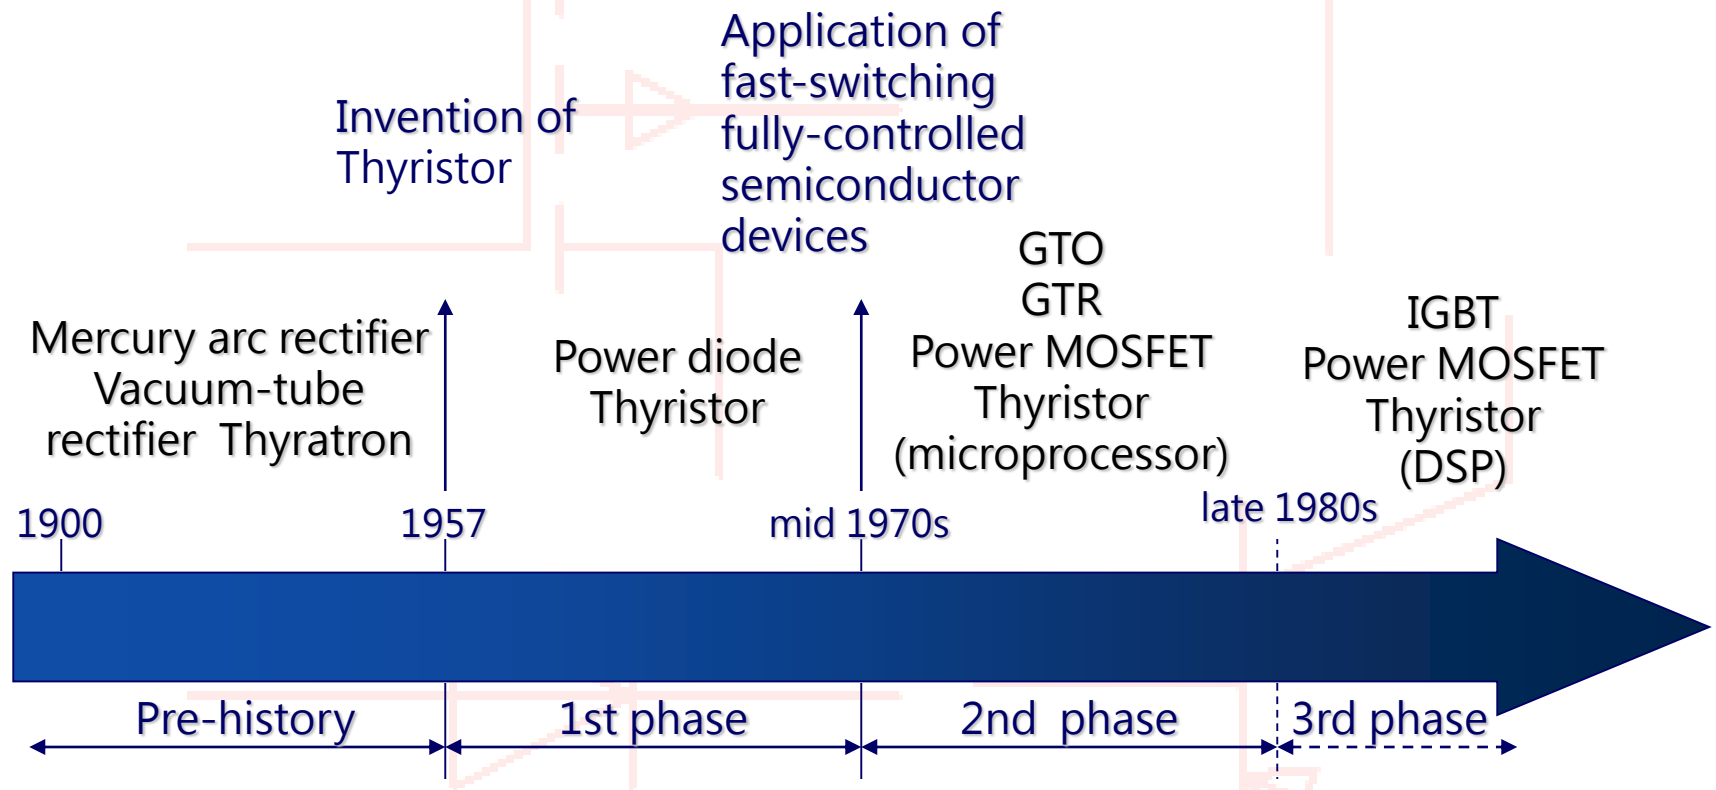 Application of
fast-switching
fully-controlled
semiconductor
devices
Invention of
Thyristor
GTO
GTR
Power MOSFET
Thyristor
(microprocessor)
IGBT
Power MOSFET
Thyristor
(DSP)
Mercury arc rectifier
Vacuum-tube
rectifier  Thyratron
Power diode
Thyristor
1900
1957
mid 1970s
late 1980s
Pre-history
1st phase
2nd  phase
3rd phase